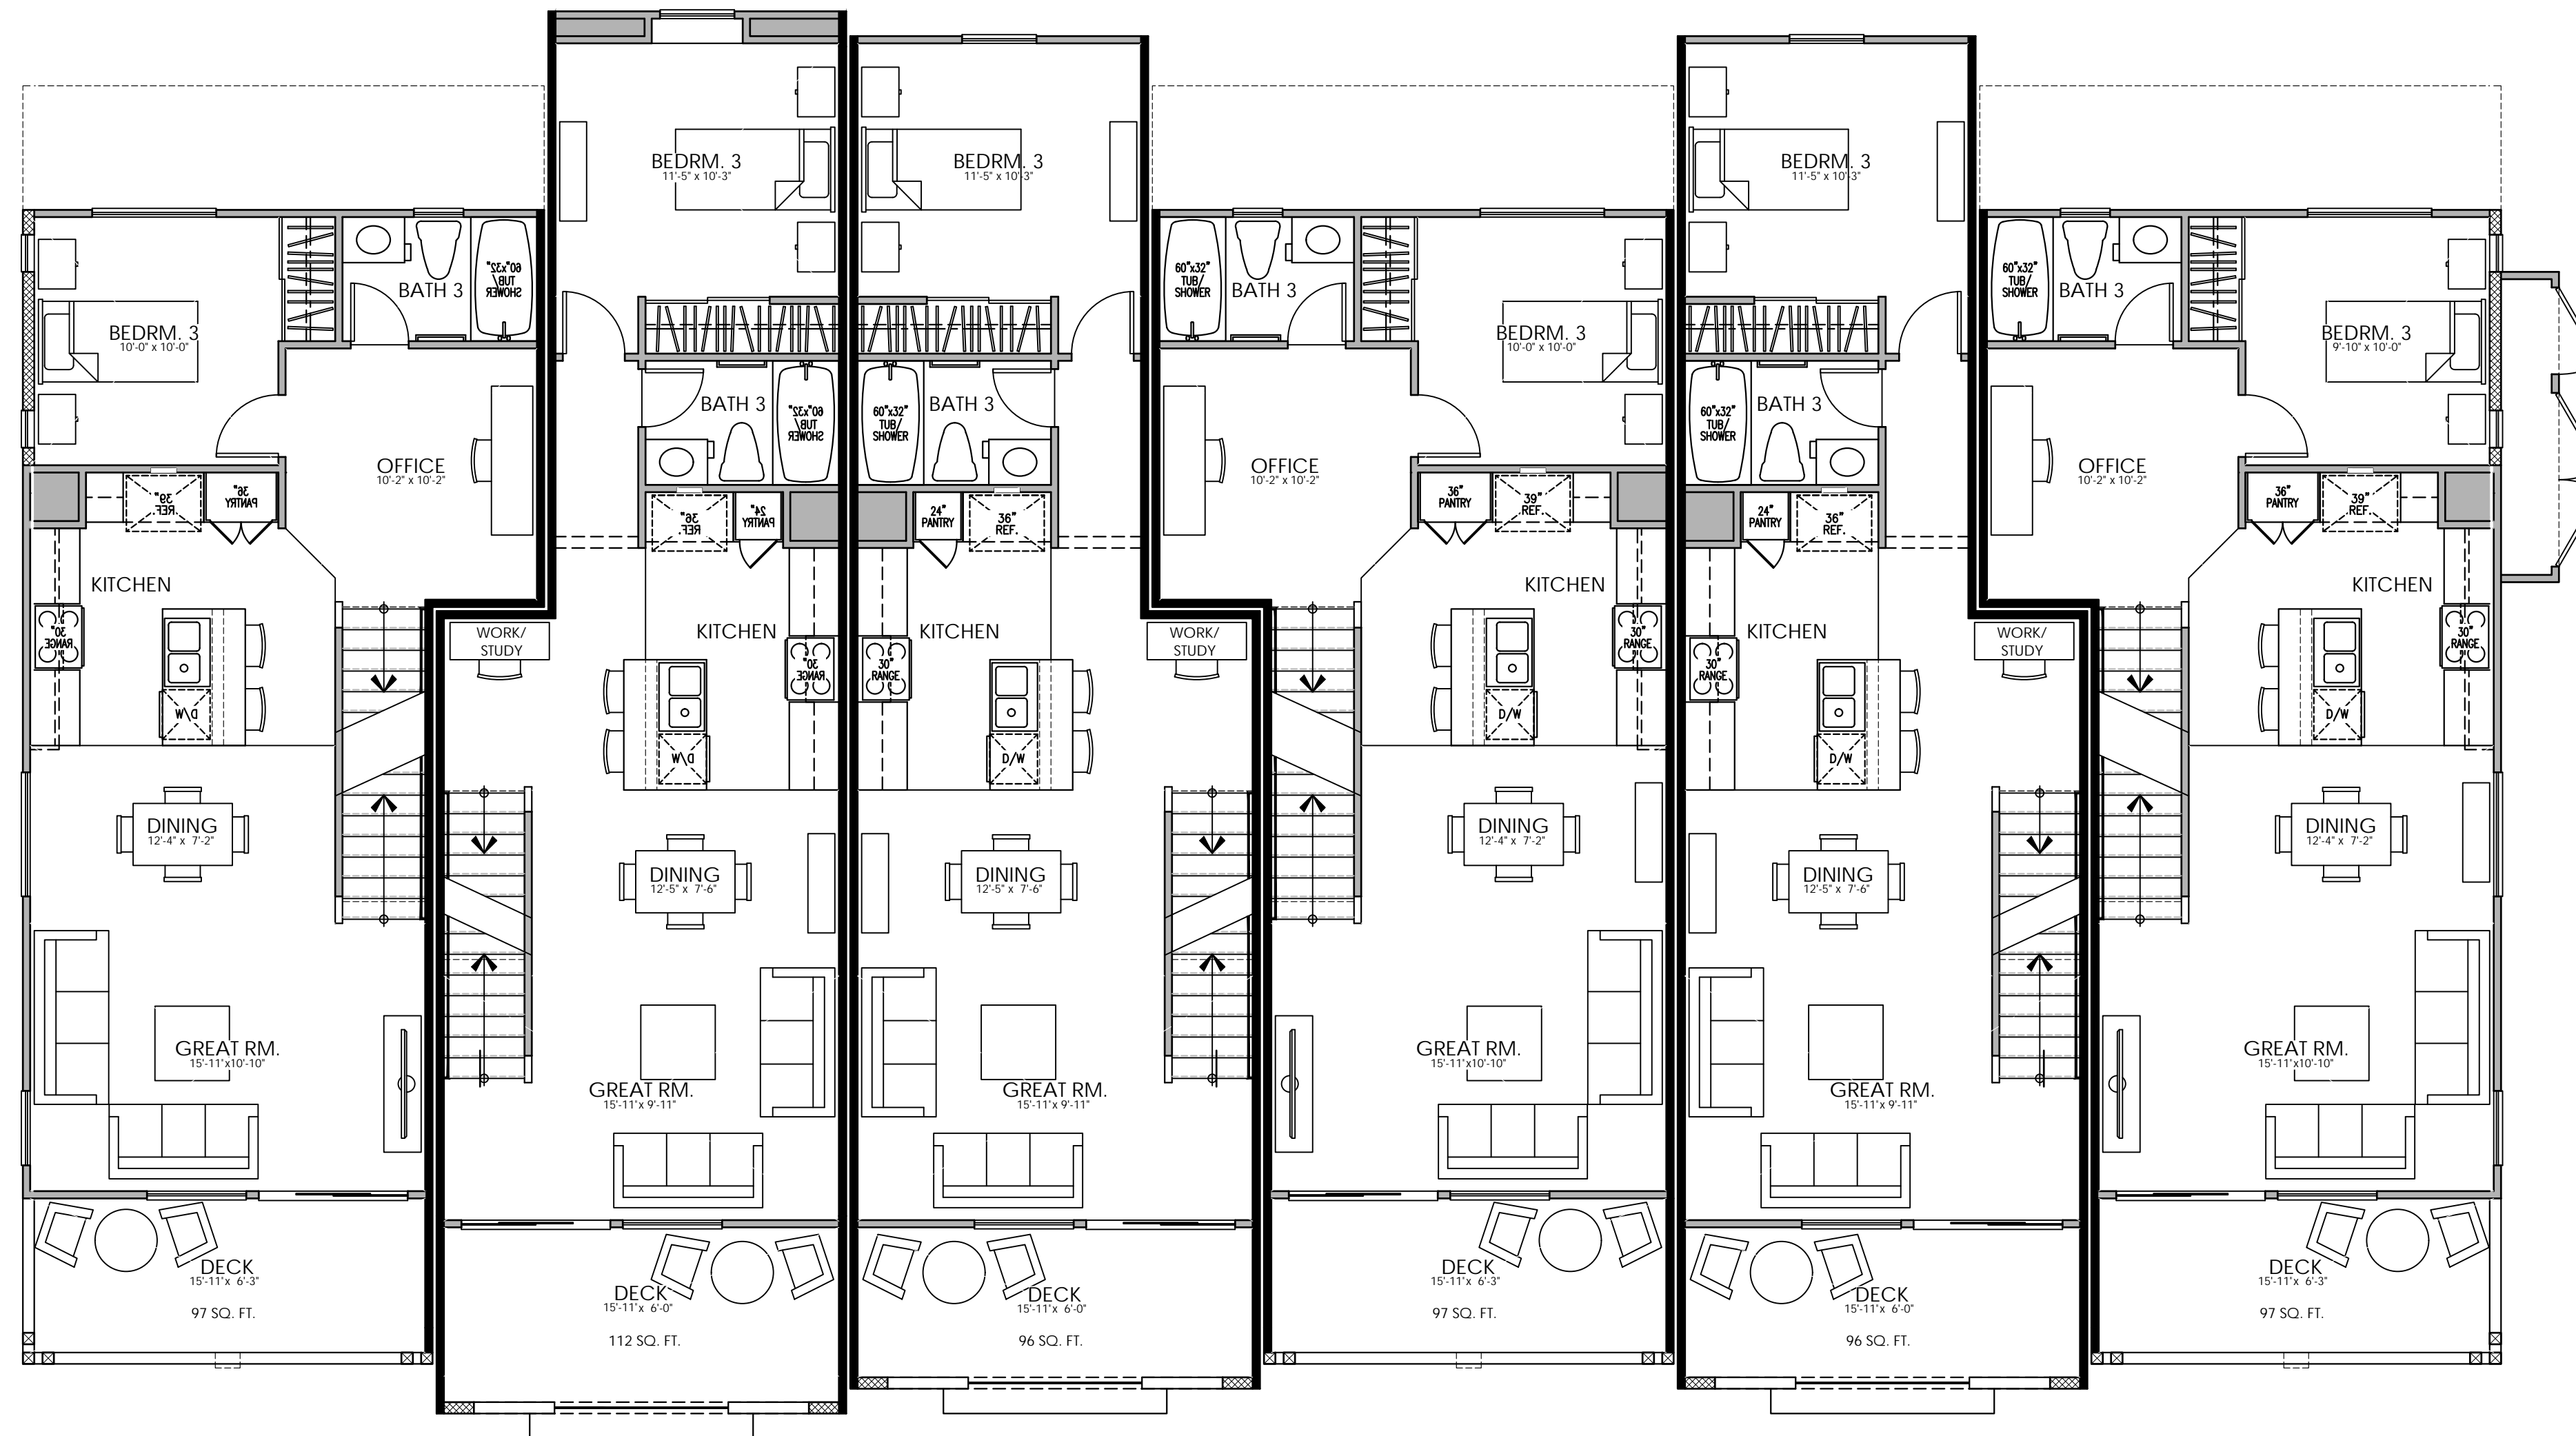 BEDRM. 3
10'-0" x 10'-0"
BATH 3
60"x32"
TUB/
SHOWER
OFFICE
10'-2" x 10'-2"
39"
REF.
36"
PANTRY
KITCHEN
30"
RANGE
D/W
DINING
12'-4" x 7'-2"
GREAT RM.
15'-11"x10'-10"
DECK
15'-11"x 6'-3"
97 SQ. FT.
BEDRM. 3
11'-5" x 10'-3"
BATH 3
60"x32"
TUB/
SHOWER
36"
REF.
24"
PANTRY
WORK/
STUDY
KITCHEN
30"
RANGE
D/W
DINING
12'-5" x 7'-6"
GREAT RM.
15'-11"x 9'-11"
DECK
15'-11"x 6'-0"
112 SQ. FT.
BEDRM. 3
11'-5" x 10'-3"
60"x32"
TUB/
SHOWER
BATH 3
24"
PANTRY
36"
REF.
KITCHEN
WORK/
STUDY
30"
RANGE
D/W
DINING
12'-5" x 7'-6"
GREAT RM.
15'-11"x 9'-11"
DECK
15'-11"x 6'-0"
96 SQ. FT.
60"x32"
TUB/
SHOWER
BATH 3
BEDRM. 3
10'-0" x 10'-0"
OFFICE
10'-2" x 10'-2"
36"
PANTRY
39"
REF.
KITCHEN
30"
RANGE
D/W
DINING
12'-4" x 7'-2"
GREAT RM.
15'-11"x10'-10"
DECK
15'-11"x 6'-3"
97 SQ. FT.
BEDRM. 3
11'-5" x 10'-3"
60"x32"
TUB/
SHOWER
BATH 3
24"
PANTRY
36"
REF.
KITCHEN
WORK/
STUDY
30"
RANGE
D/W
DINING
12'-5" x 7'-6"
GREAT RM.
15'-11"x 9'-11"
DECK
15'-11"x 6'-0"
96 SQ. FT.
60"x32"
TUB/
SHOWER
BATH 3
BEDRM. 3
9'-10" x 10'-0"
OFFICE
10'-2" x 10'-2"
36"
PANTRY
39"
REF.
KITCHEN
30"
RANGE
D/W
DINING
12'-4" x 7'-2"
GREAT RM.
15'-11"x10'-10"
DECK
15'-11"x 6'-3"
97 SQ. FT.